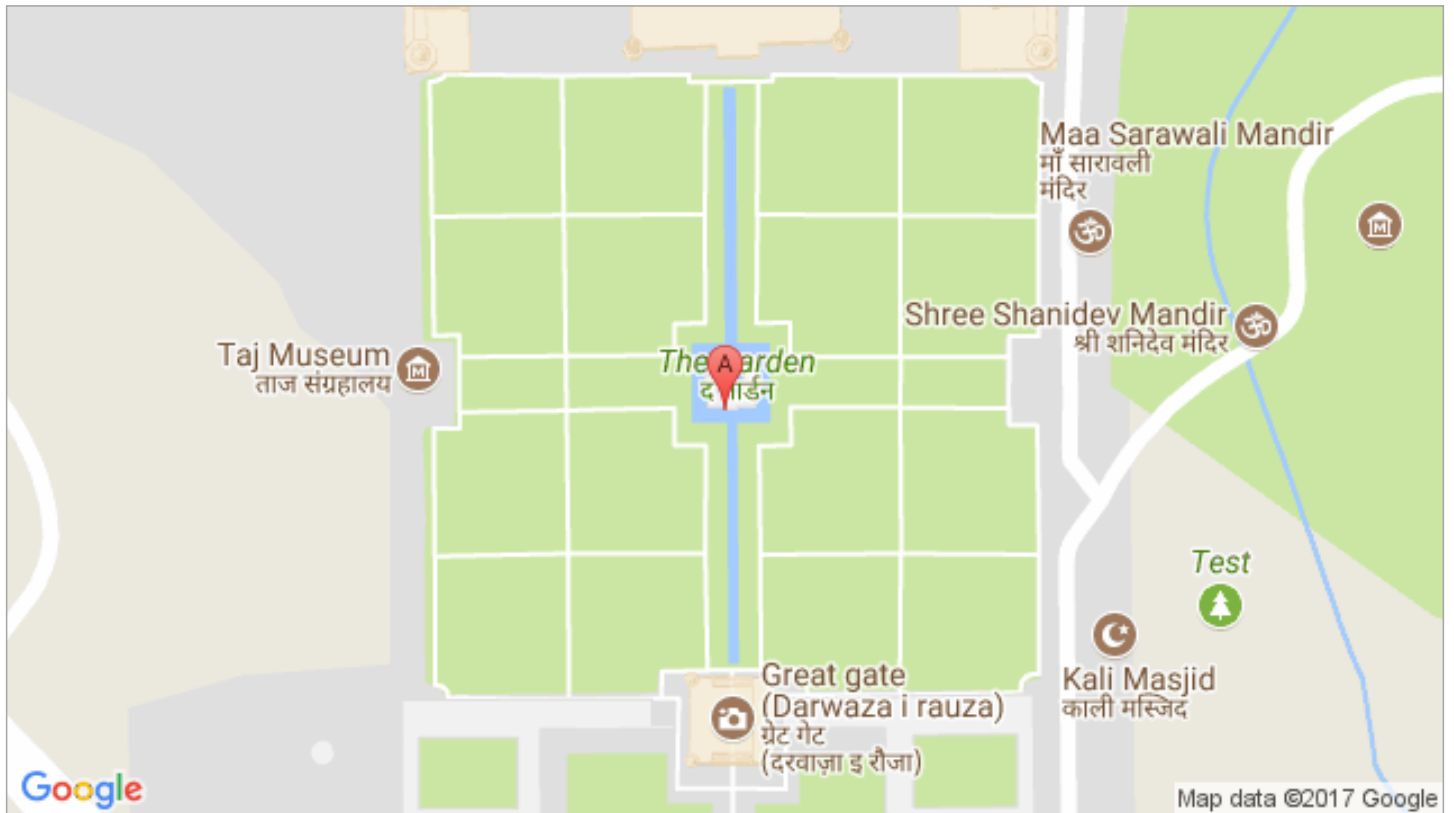 Maa Sarawali Mandir
माँ सारावली
मंदिर
Shree Shanidev Mandir
श्री शनिदेव मंदिर
Taj Museum
ताज संग्रहालय
A
The
Test
Great gate
(Darwaza i rauza)
ग्रेट गेट
(दरवाज़ा इ रौजा)
Kali Masjid
काली मस्जिद
Google
Map data ©2017 Google